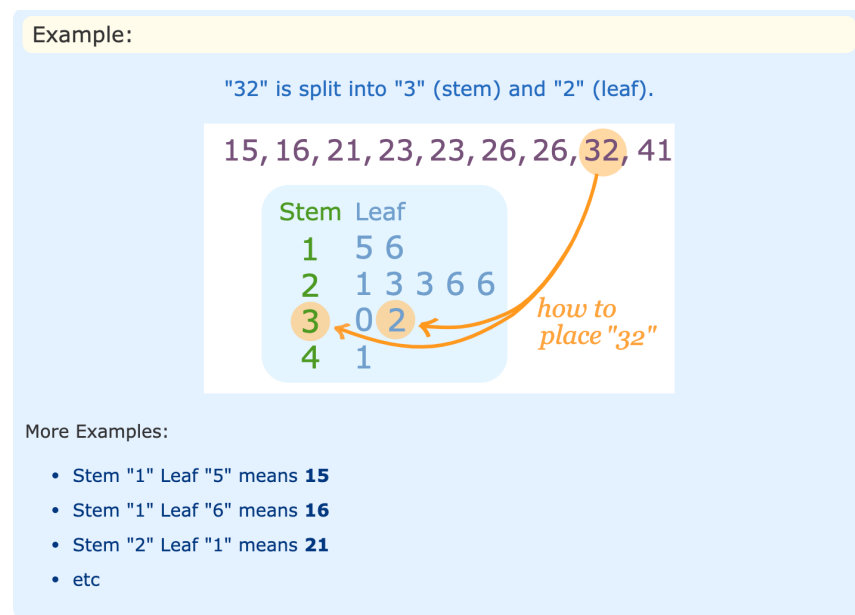 Example:
"32" is split into "3" (stem) and "2" (leaf).
15, 16, 21, 23, 23, 26, 26, 32, 41
Stem Leaf
1 5 6
2 1 3 3 6 6
3 0 2
4 1
how to
place "32"
More Examples:
• Stem "1" Leaf "5" means 15
• Stem "1" Leaf "6" means 16
• Stem "2" Leaf "1" means 21
• etc